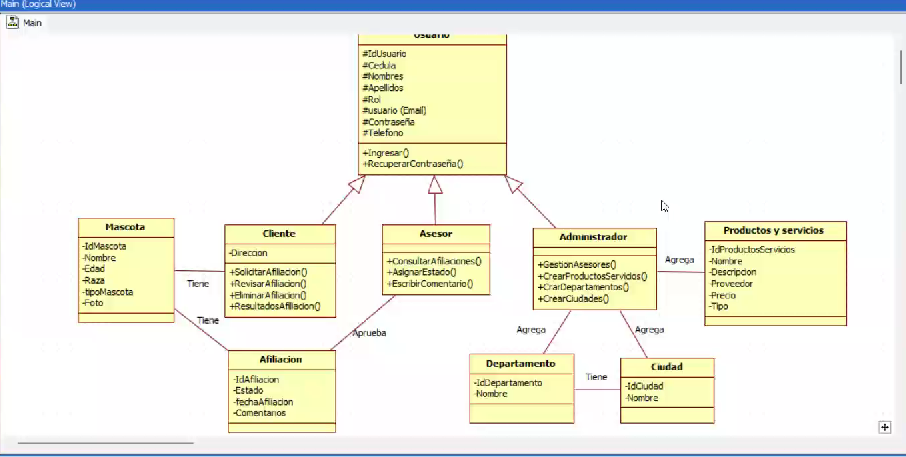 Main (Logical View)
Main
Usuario
#IdUsuario
#Cedula
#Nombres
#Apellidos
#Rol
#usuario (Email)
#Contraseña
#Telefono
+Ingresar()
+RecuperarContraseña()
Mascota
-IdMascota
-Nombre
-Edad
-Raza
-tipoMascota
-Foto
Tiene
Cliente
-Direccion
+SolicitarAfiliacion()
+RevisarAfiliacion()
+EliminarAfiliacion()
+ResultadosAfiliacion()
Asesor
+ConsultarAfiliaciones()
+AsignarEstado()
+EscribirComentario()
Administrador
+GestionAsesores()
+CrearProductosServicios()
+CrarDepartamentos()
+CrearCiudades()
Agrega
Productos y servicios
-IdProductosServicios
-Nombre
-Descripcion
-Proveedor
-Precio
-Tipo
Tiene
Aprueba
Agrega
Agrega
Afiliacion
-IdAfiliacion
-Estado
-fechaAfiliacion
-Comentarios
Departamento
-IdDepartamento
-Nombre
Tiene
Ciudad
-IdCiudad
-Nombre